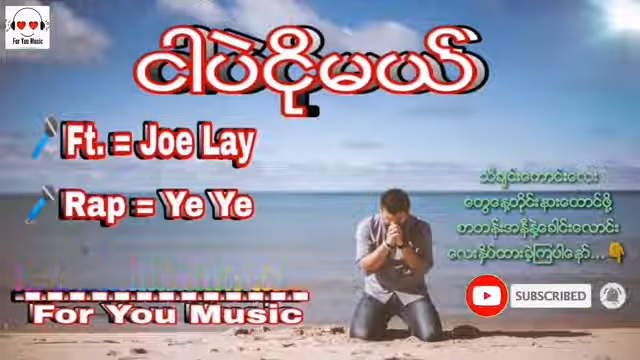 For You Music
ငါပဲငိုမယ်
Ft. = Joe Lay
Rap = Ye Ye
သီချင်းကောင်းလေး
တွေနေ့တိုင်းနားထောင်ဖို့
စာတန်းအနီနဲ့ခေါင်းလောင်း
လေးနှိပ်ထားခဲ့ကြပါနော်...
SUBSCRIBED
For You Music